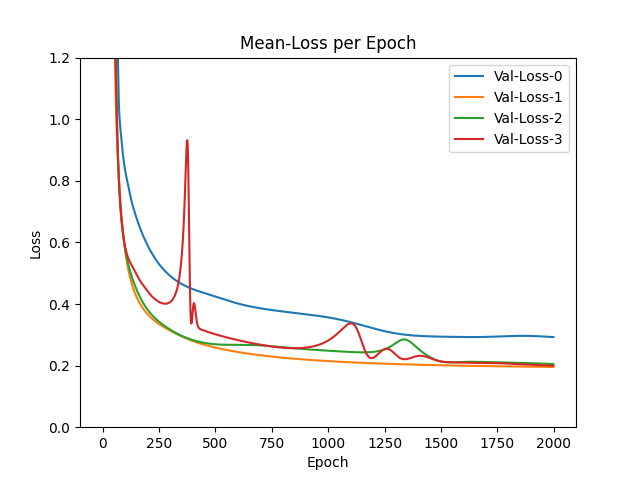 Mean-Loss per Epoch
Val-Loss-0
Val-Loss-1
Val-Loss-2
Val-Loss-3
Loss
1.2
1.0
0.8
0.6
0.4
0.2
0.0
0 250 500 750 1000 1250 1500 1750 2000
Epoch